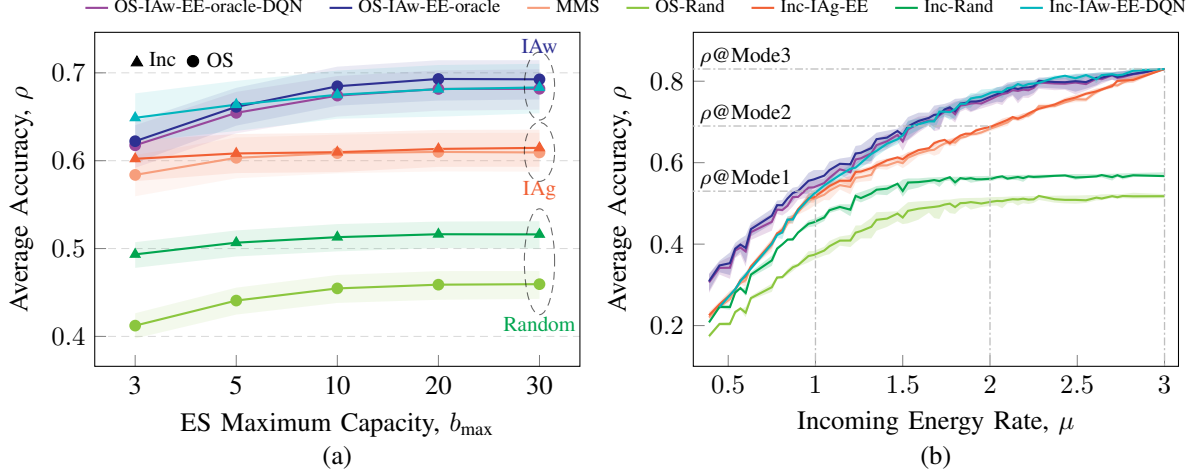 OS-IAw-EE-oracle-DQN OS-IAw-EE-oracle MMS OS-Rand Inc-IAg-EE Inc-Rand Inc-IAw-EE-DQN
Inc OS
IAw
IAg
Random
0.7
0.6
0.5
0.4
Average Accuracy, ρ
3 5 10 20 30
ES Maximum Capacity, b_max
(a)
ρ@Mode3
ρ@Mode2
ρ@Mode1
0.8
0.6
0.4
0.2
Average Accuracy, ρ
0.5 1 1.5 2 2.5 3
Incoming Energy Rate, μ
(b)